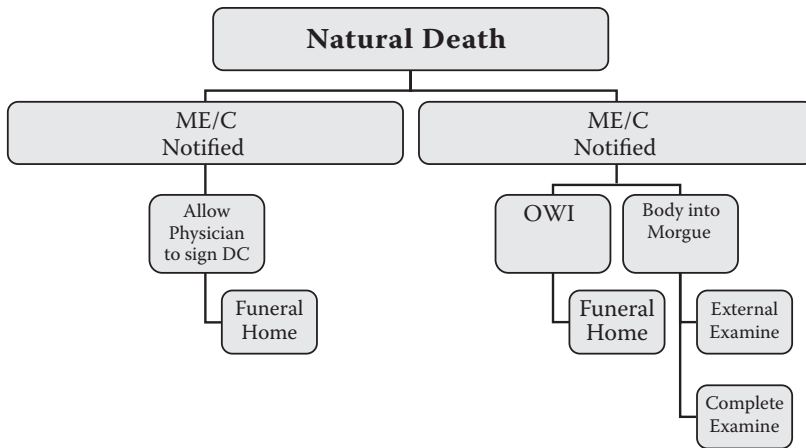 Natural Death
ME/C
Notified
ME/C
Notified
Allow
Physician
to sign DC
OWI
Body into
Morgue
Funeral
Home
Funeral
Home
External
Examine
Complete
Examine